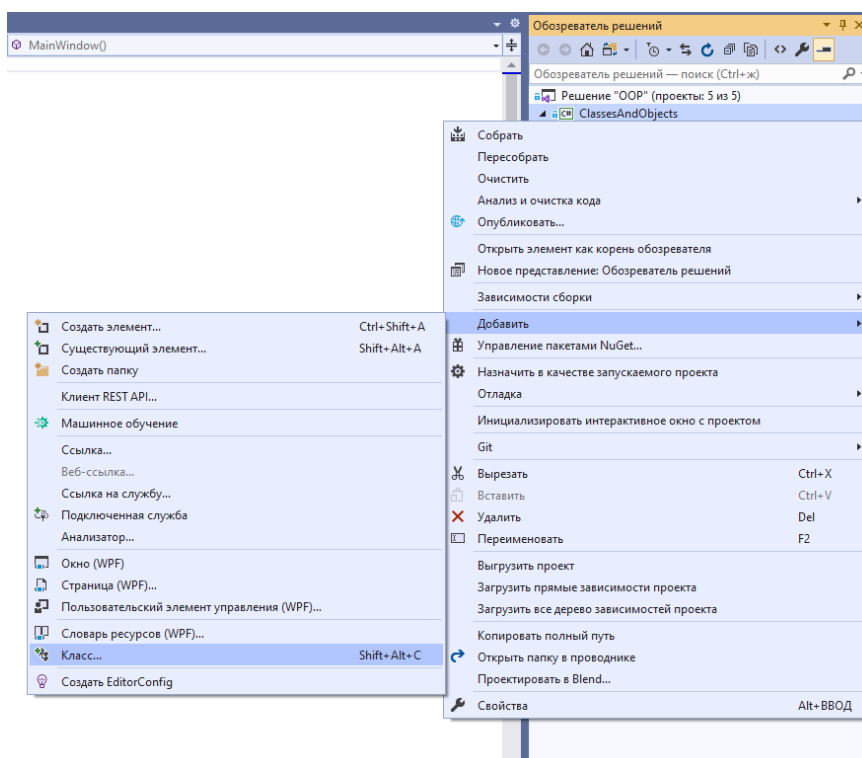 Обозреватель решений
MainWindow()
Обозреватель решений — поиск (Ctrl+ж)
Решение "OOP" (проекты: 5 из 5)
C# ClassesAndObjects
Собрать
Пересобрать
Очистить
Анализ и очистка кода
Опубликовать...
Открыть элемент как корень обозревателя
Новое представление: Обозреватель решений
Зависимости сборки
Добавить
Управление пакетами NuGet...
Назначить в качестве запускаемого проекта
Отладка
Инициализировать интерактивное окно с проектом
Git
Вырезать Ctrl+X
Вставить Ctrl+V
Удалить Del
Переименовать F2
Выгрузить проект
Загрузить прямые зависимости проекта
Загрузить все дерево зависимостей проекта
Копировать полный путь
Открыть папку в проводнике
Проектировать в Blend...
Свойства Alt+ВВОД
Создать элемент... Ctrl+Shift+A
Существующий элемент... Shift+Alt+A
Создать папку
Клиент REST API...
Машинное обучение
Ссылка...
Веб-ссылка...
Ссылка на службу...
Подключенная служба
Анализатор...
Окно (WPF)
Страница (WPF)...
Пользовательский элемент управления (WPF)...
Словарь ресурсов (WPF)...
Класс... Shift+Alt+C
Создать EditorConfig